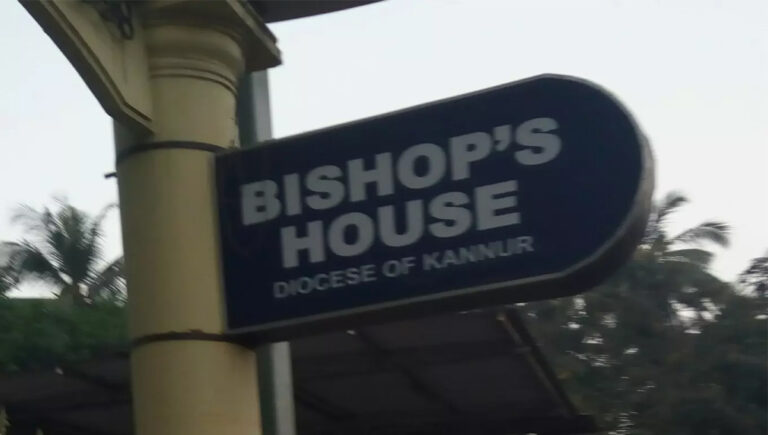 BISHOP'S
HOUSE
DIOCESE OF KANNUR